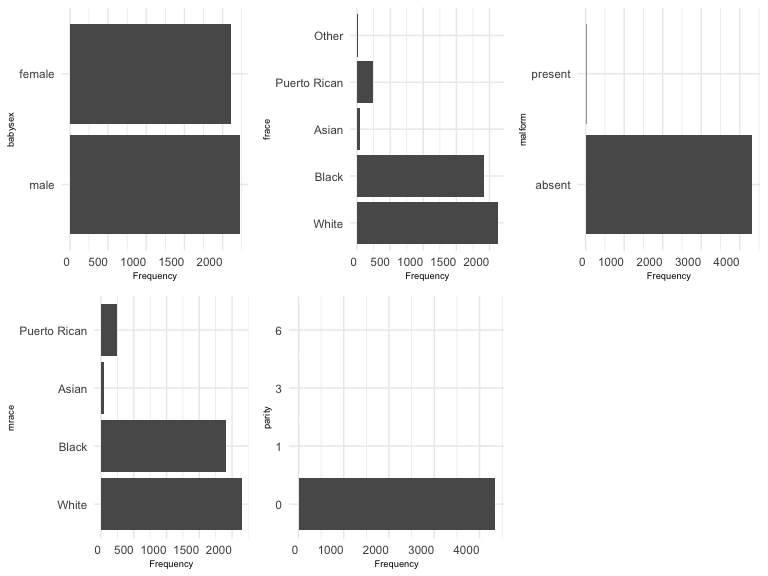 babysex
female
male
0 500 1000 1500 2000
Frequency
frace
Other
Puerto Rican
Asian
Black
White
0 500 1000 1500 2000
Frequency
malform
present
absent
0 1000 2000 3000 4000
Frequency
mrace
Puerto Rican
Asian
Black
White
0 500 1000 1500 2000
Frequency
parity
6
3
1
0
0 1000 2000 3000 4000
Frequency